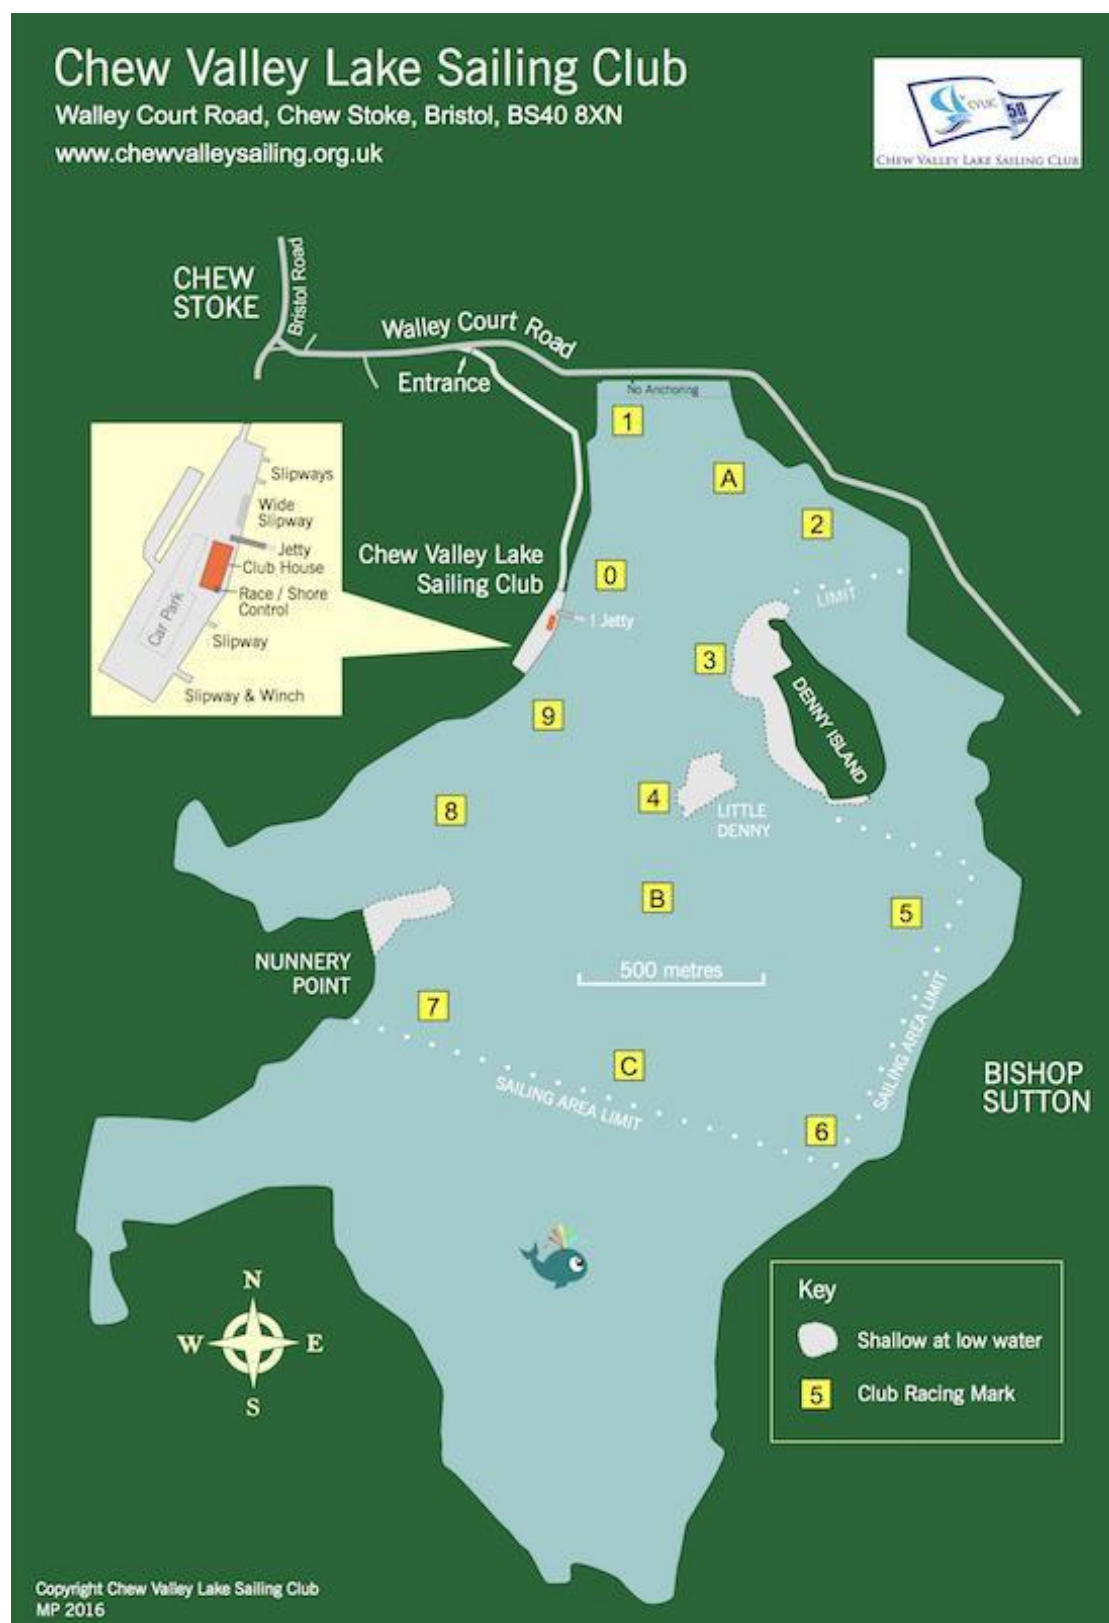 Chew Valley Lake Sailing Club
Walley Court Road, Chew Stoke, Bristol, BS40 8XN
www.chewvalleysailing.org.uk
CVLSC
50
CHEW VALLEY LAKE SAILING CLUB
CHEW
STOKE
Bristol Road
Walley Court Road
Entrance
No Anchoring
1
A
2
Slipways
Wide
Slipway
Jetty
Club House
Race / Shore
Control
Car Park
Slipway
Slipway & Winch
Chew Valley Lake
Sailing Club
0
LIMIT
1 Jetty
3
DENNY ISLAND
9
4
8
LITTLE
DENNY
B
5
NUNNERY
POINT
500 metres
7
SAILING AREA LIMIT
C
SAILING AREA LIMIT
BISHOP
SUTTON
6
N
W
E
S
Key
Shallow at low water
5
Club Racing Mark
Copyright Chew Valley Lake Sailing Club
MP 2016